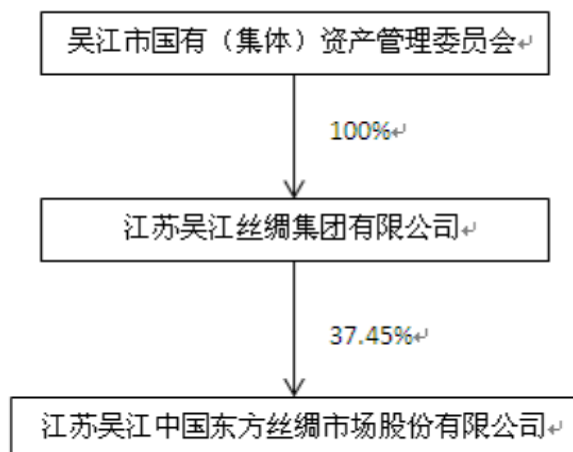 吴江市国有（集体）资产管理委员会
100%
江苏吴江丝绸集团有限公司
37.45%
江苏吴江中国东方丝绸市场股份有限公司